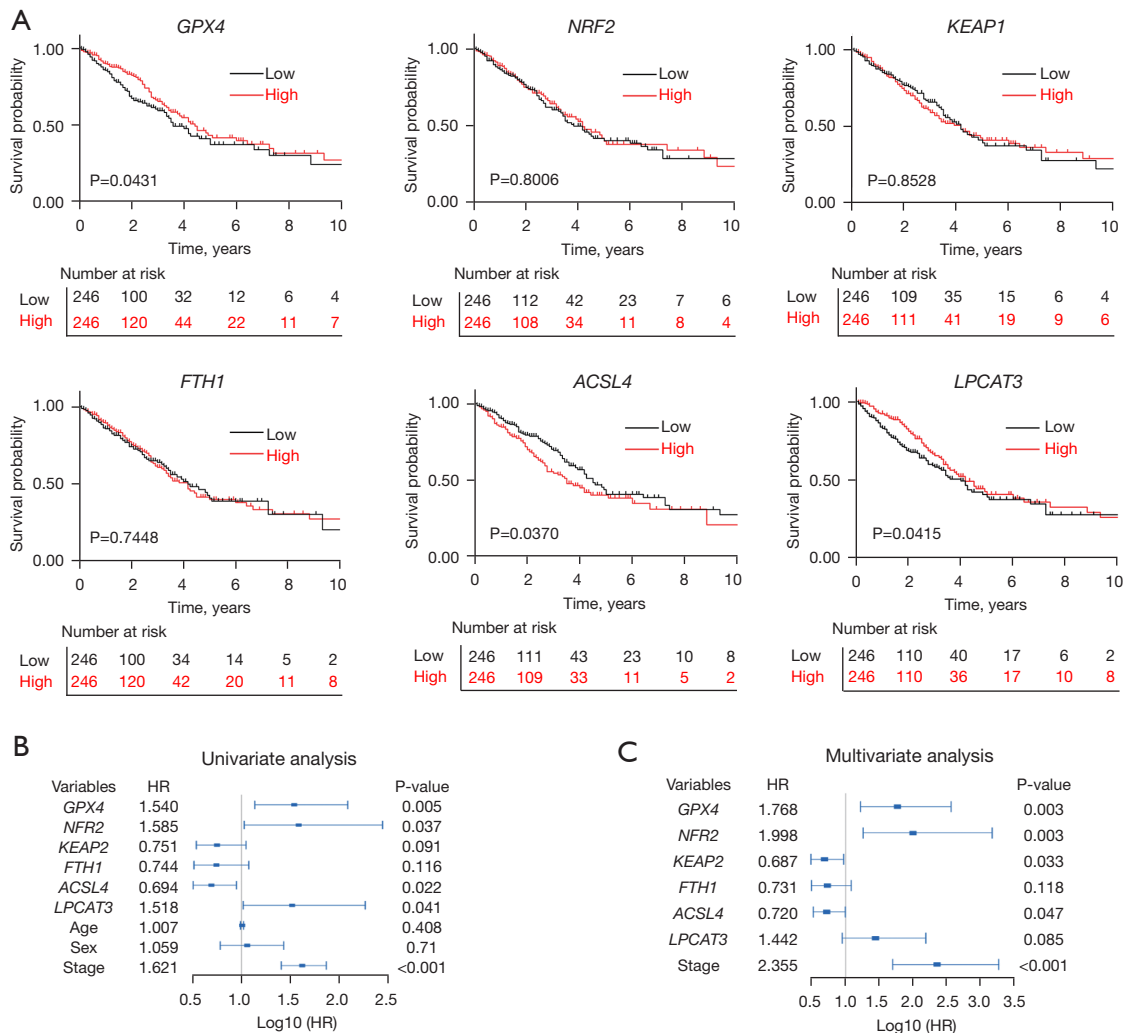 A
GPX4
NRF2
KEAP1
Survival probability
1.00
0.50
0.00
Low
High
P=0.0431
0 2 4 6 8 10
Time, years
Survival probability
1.00
0.50
0.00
Low
High
P=0.8006
0 2 4 6 8 10
Time, years
Survival probability
1.00
0.50
0.00
Low
High
P=0.8528
0 2 4 6 8 10
Time, years
Number at risk
Low 246 100 32 12 6 4
High 246 120 44 22 11 7
Number at risk
Low 246 112 42 23 7 6
High 246 108 34 11 8 4
Number at risk
Low 246 109 35 15 6 4
High 246 111 41 19 9 6
FTH1
ACSL4
LPCAT3
Survival probability
1.00
0.50
0.00
Low
High
P=0.7448
0 2 4 6 8 10
Time, years
Survival probability
1.00
0.50
0.00
Low
High
P=0.0370
0 2 4 6 8 10
Time, years
Survival probability
1.00
0.50
0.00
Low
High
P=0.0415
0 2 4 6 8 10
Time, years
Number at risk
Low 246 100 34 14 5 2
High 246 120 42 20 11 8
Number at risk
Low 246 111 43 23 10 8
High 246 109 33 11 5 2
Number at risk
Low 246 110 40 17 6 2
High 246 110 36 17 10 8
B
Univariate analysis
Variables HR P-value
GPX4 1.540 0.005
NFR2 1.585 0.037
KEAP2 0.751 0.091
FTH1 0.744 0.116
ACSL4 0.694 0.022
LPCAT3 1.518 0.041
Age 1.007 0.408
Sex 1.059 0.71
Stage 1.621 <0.001
0.5 1.0 1.5 2.0 2.5
Log10 (HR)
C
Multivariate analysis
Variables HR P-value
GPX4 1.768 0.003
NFR2 1.998 0.003
KEAP2 0.687 0.033
FTH1 0.731 0.118
ACSL4 0.720 0.047
LPCAT3 1.442 0.085
Stage 2.355 <0.001
0.5 1.0 1.5 2.0 2.5 3.0 3.5
Log10 (HR)